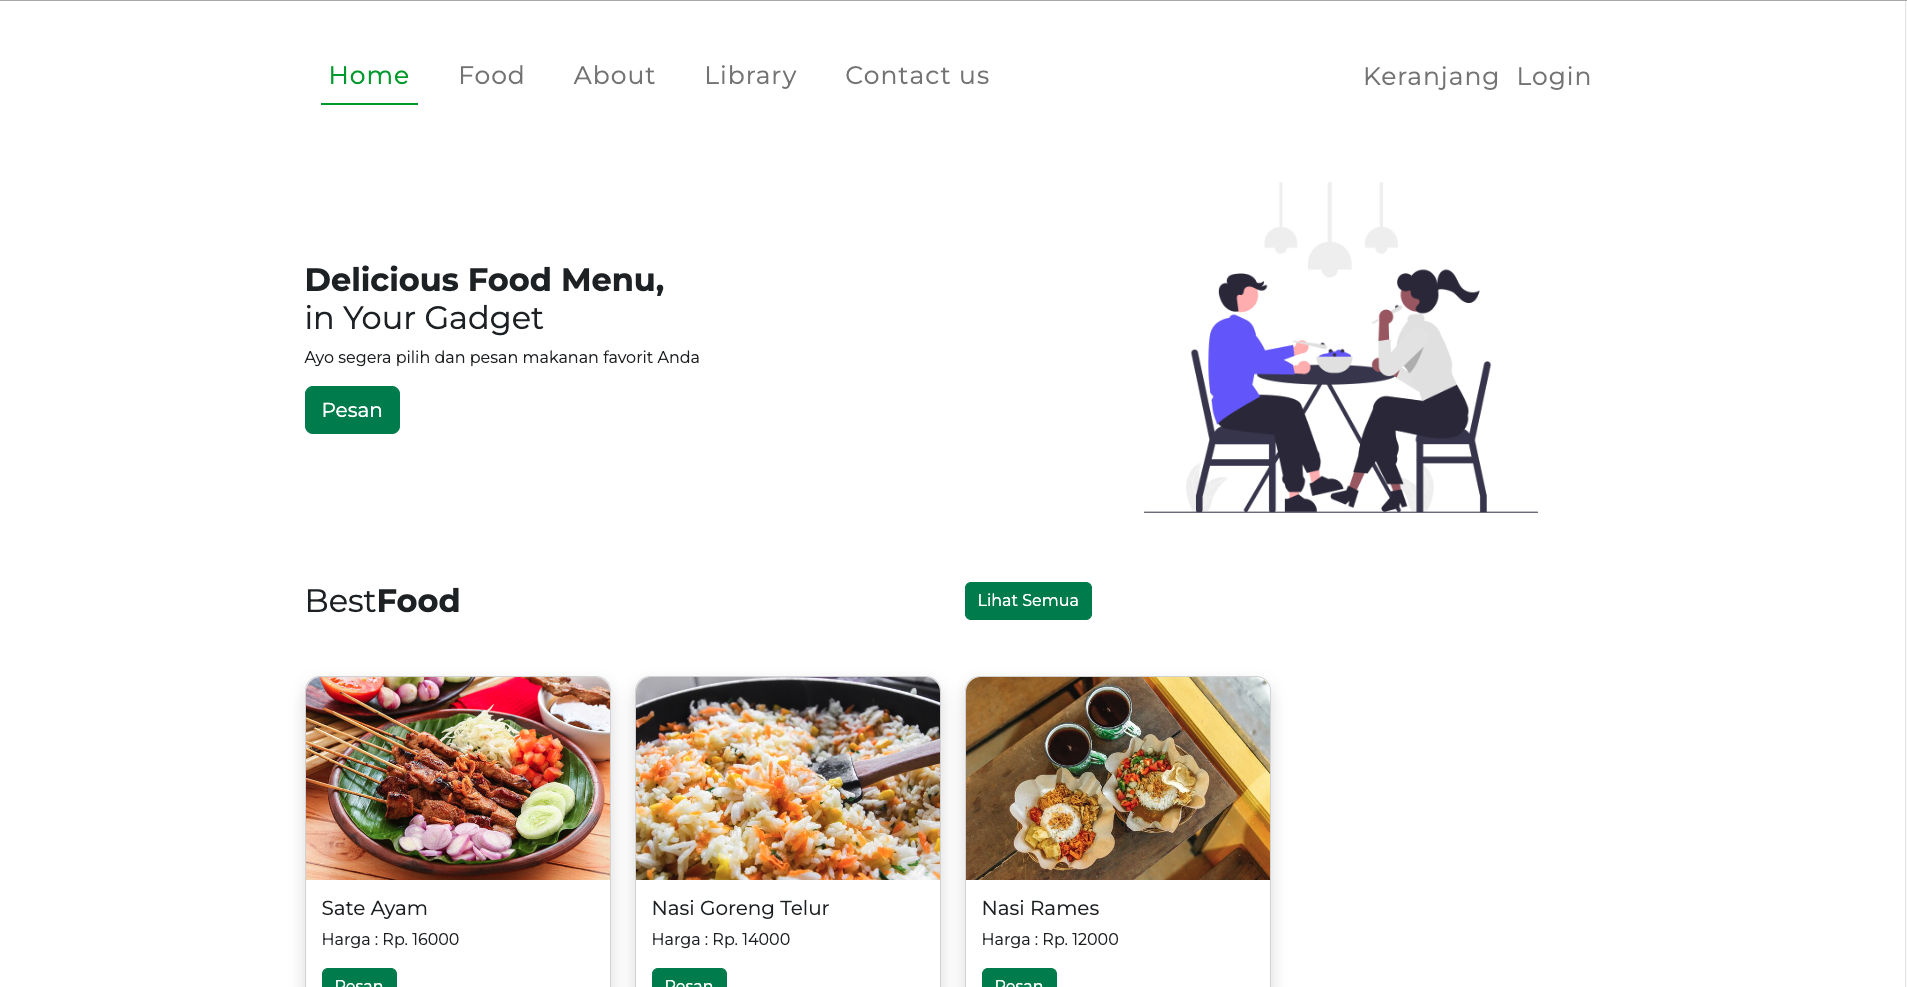 Home Food About Library Contact us Keranjang Login
Delicious Food Menu,
in Your Gadget
Ayo segera pilih dan pesan makanan favorit Anda
Pesan
BestFood Lihat Semua
Sate Ayam
Harga : Rp. 16000
Pesan
Nasi Goreng Telur
Harga : Rp. 14000
Pesan
Nasi Rames
Harga : Rp. 12000
Pesan